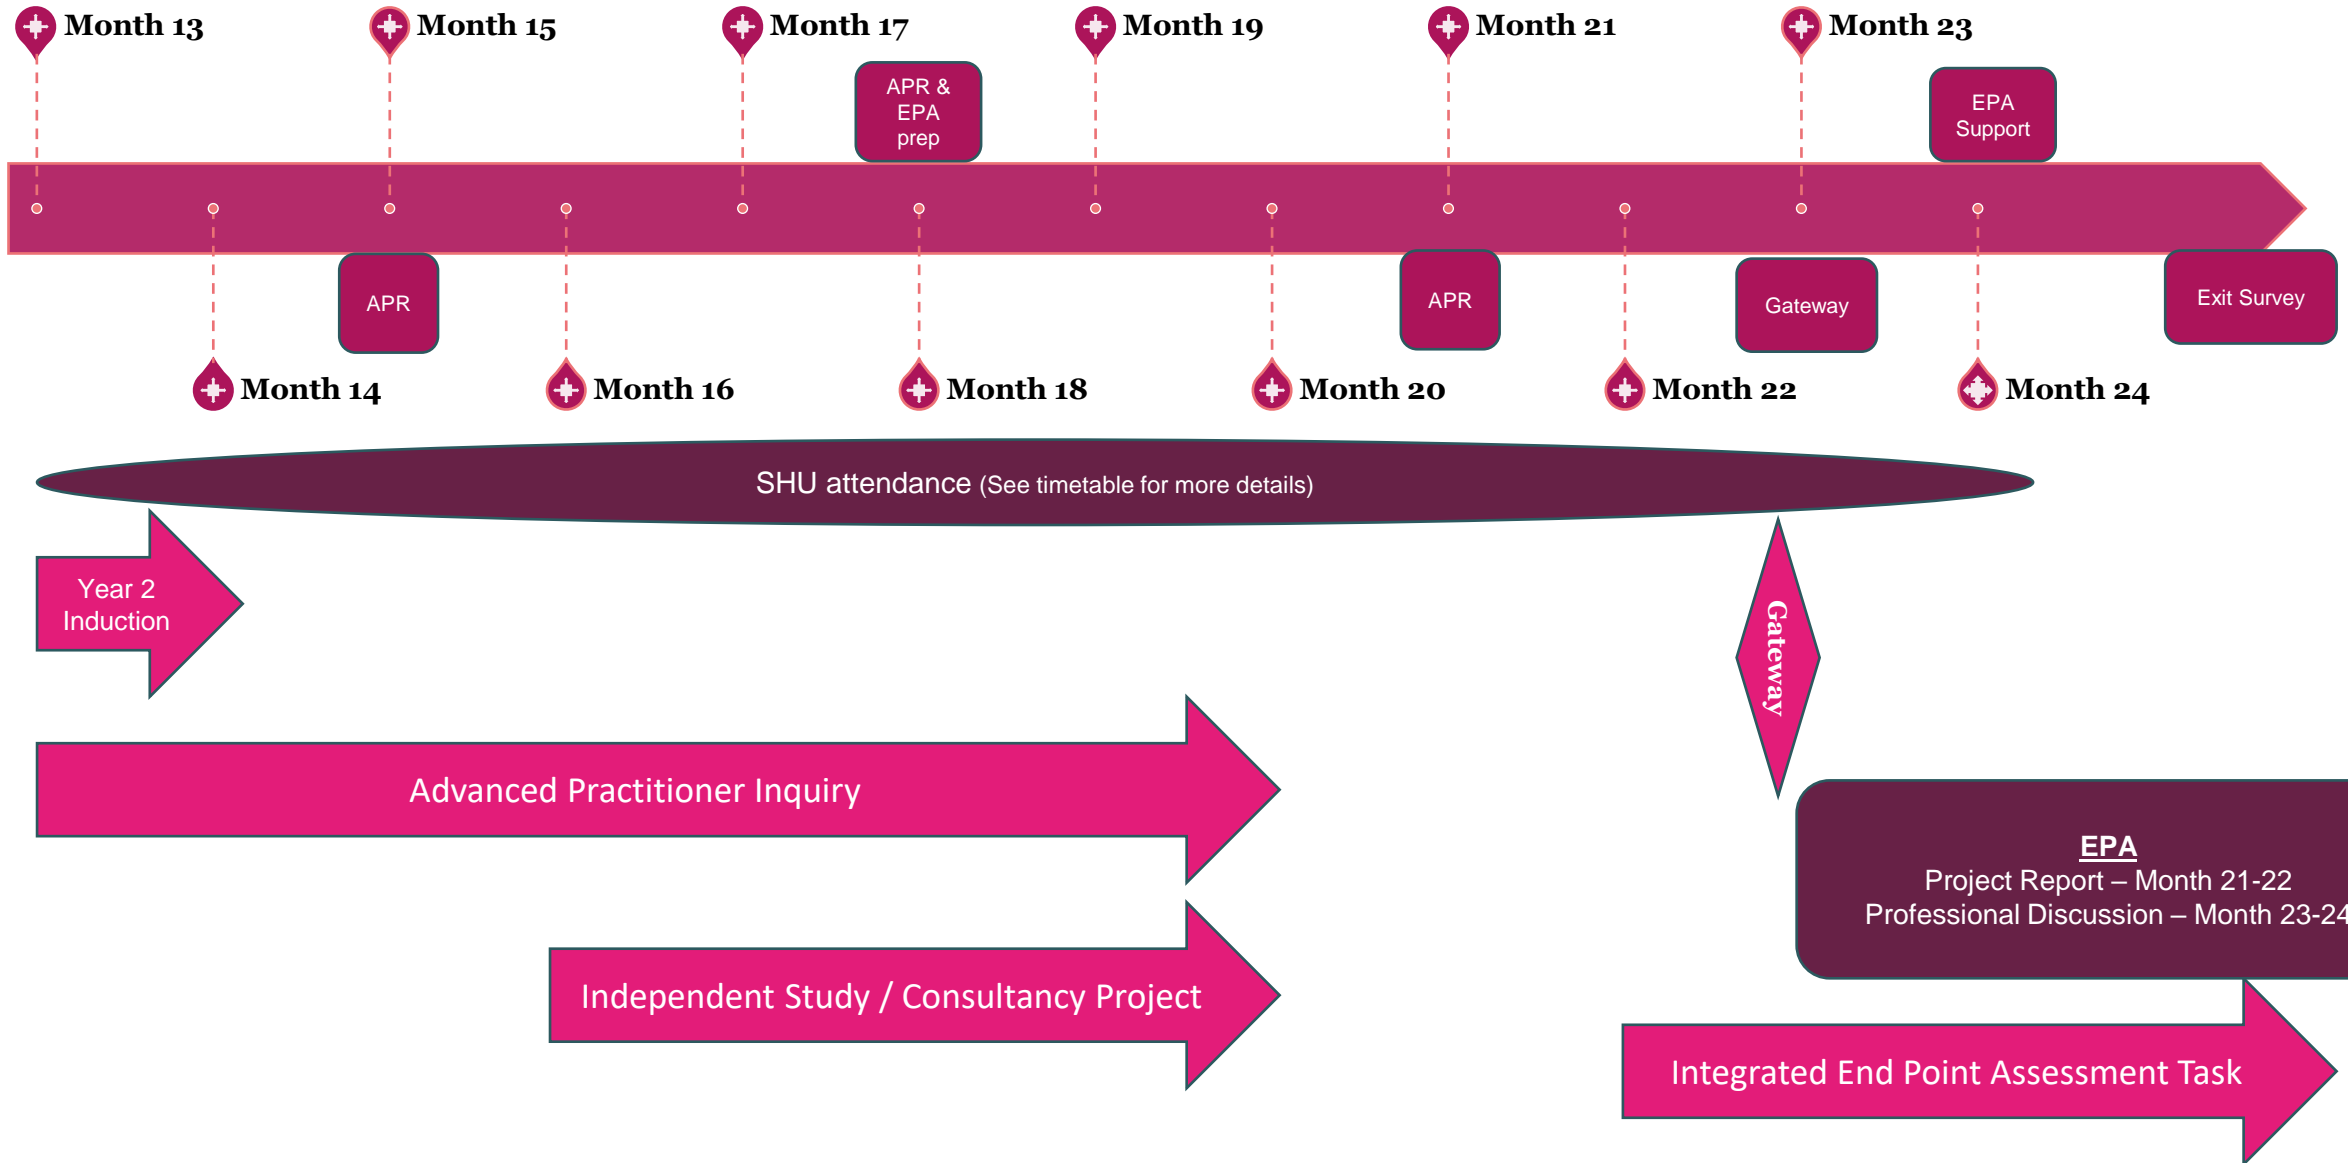 Month 13
Month 15
Month 17
Month 19
Month 21
Month 23
APR &
EPA
prep
EPA
Support
APR
APR
Gateway
Exit Survey
Month 14
Month 16
Month 18
Month 20
Month 22
Month 24
SHU attendance (See timetable for more details)
Year 2
Induction
Gateway
Advanced Practitioner Inquiry
EPA
Project Report – Month 21-22
Professional Discussion – Month 23-24
Independent Study / Consultancy Project
Integrated End Point Assessment Task